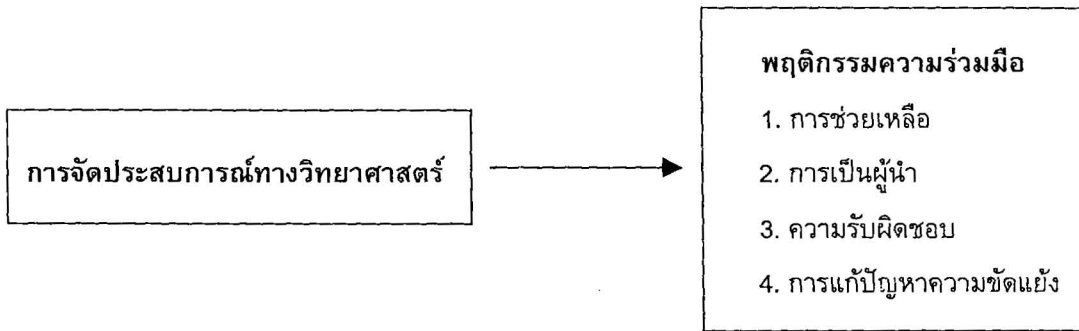 การจัดประสบการณ์ทางวิทยาศาสตร์
พฤติกรรมความร่วมมือ
1. การช่วยเหลือ
2. การเป็นผู้นำ
3. ความรับผิดชอบ
4. การแก้ปัญหาความขัดแย้ง